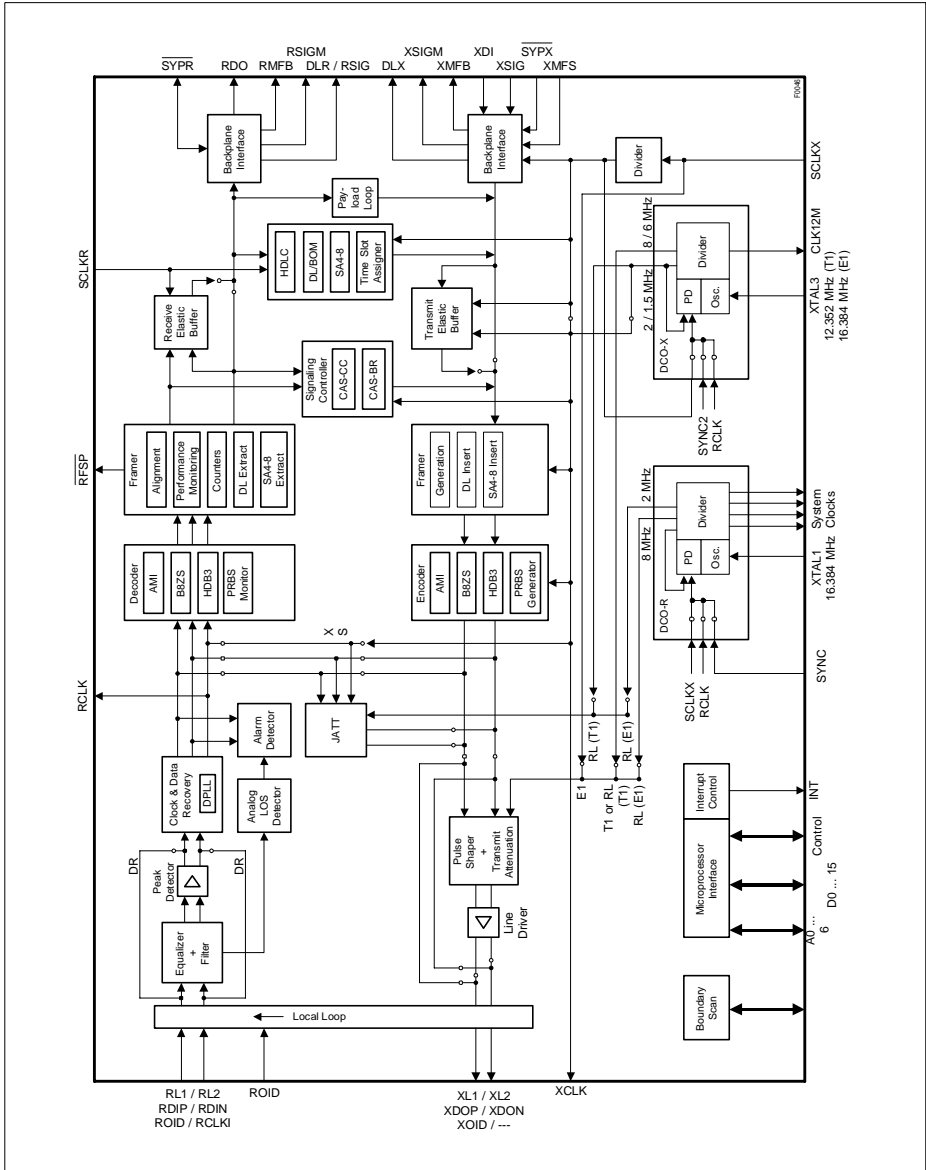 SYPR
RDO
RMFB
RSIGM
DLR / RSIG
DLX
XSIGM
XMFB
XDI
XSIG
SYPX
XMFS
F0046
Backplane
Interface
Backplane
Interface
Divider
SCLKX
Pay-
load
Loop
SCLKR
HDLC
DL/BOM
SA4-8
Time Slot
Assigner
Receive
Elastic
Buffer
Transmit
Elastic
Buffer
Signaling
Controller
CAS-CC
CAS-BR
8 / 6 MHz
2 / 1.5 MHz
Divider
PD
Osc.
DCO-X
SYNC2
RCLK
CLK12M
XTAL3
12.352 MHz (T1)
16.384 MHz (E1)
RFSP
Framer
Alignment
Performance
Monitoring
Counters
DL Extract
SA4-8
Extract
Framer
Generation
DL Insert
SA4-8 Insert
Decoder
AMI
B8ZS
HDB3
PRBS
Monitor
Encoder
AMI
B8ZS
HDB3
PRBS
Generator
2 MHz
8 MHz
Divider
PD
Osc.
DCO-R
SCLKX
RCLK
System
Clocks
XTAL1
16.384 MHz
SYNC
X
S
RCLK
JATT
RL (T1)
RL (E1)
E1
T1 or RL
(T1)
RL (E1)
Clock & Data
Recovery
DPLL
Alarm
Detector
Analog
LOS
Detector
DR
DR
Peak
Detector
Equalizer
+
Filter
Pulse
Shaper
+
Transmit
Attenuation
Line
Driver
Interrupt
Control
Microprocessor
Interface
INT
Control
D0 ... 15
A0 ...
6
Boundary
Scan
Local Loop
RL1 / RL2
RDIP / RDIN
ROID / RCLKI
ROID
XL1 / XL2
XDOP / XDON
XOID / ---
XCLK